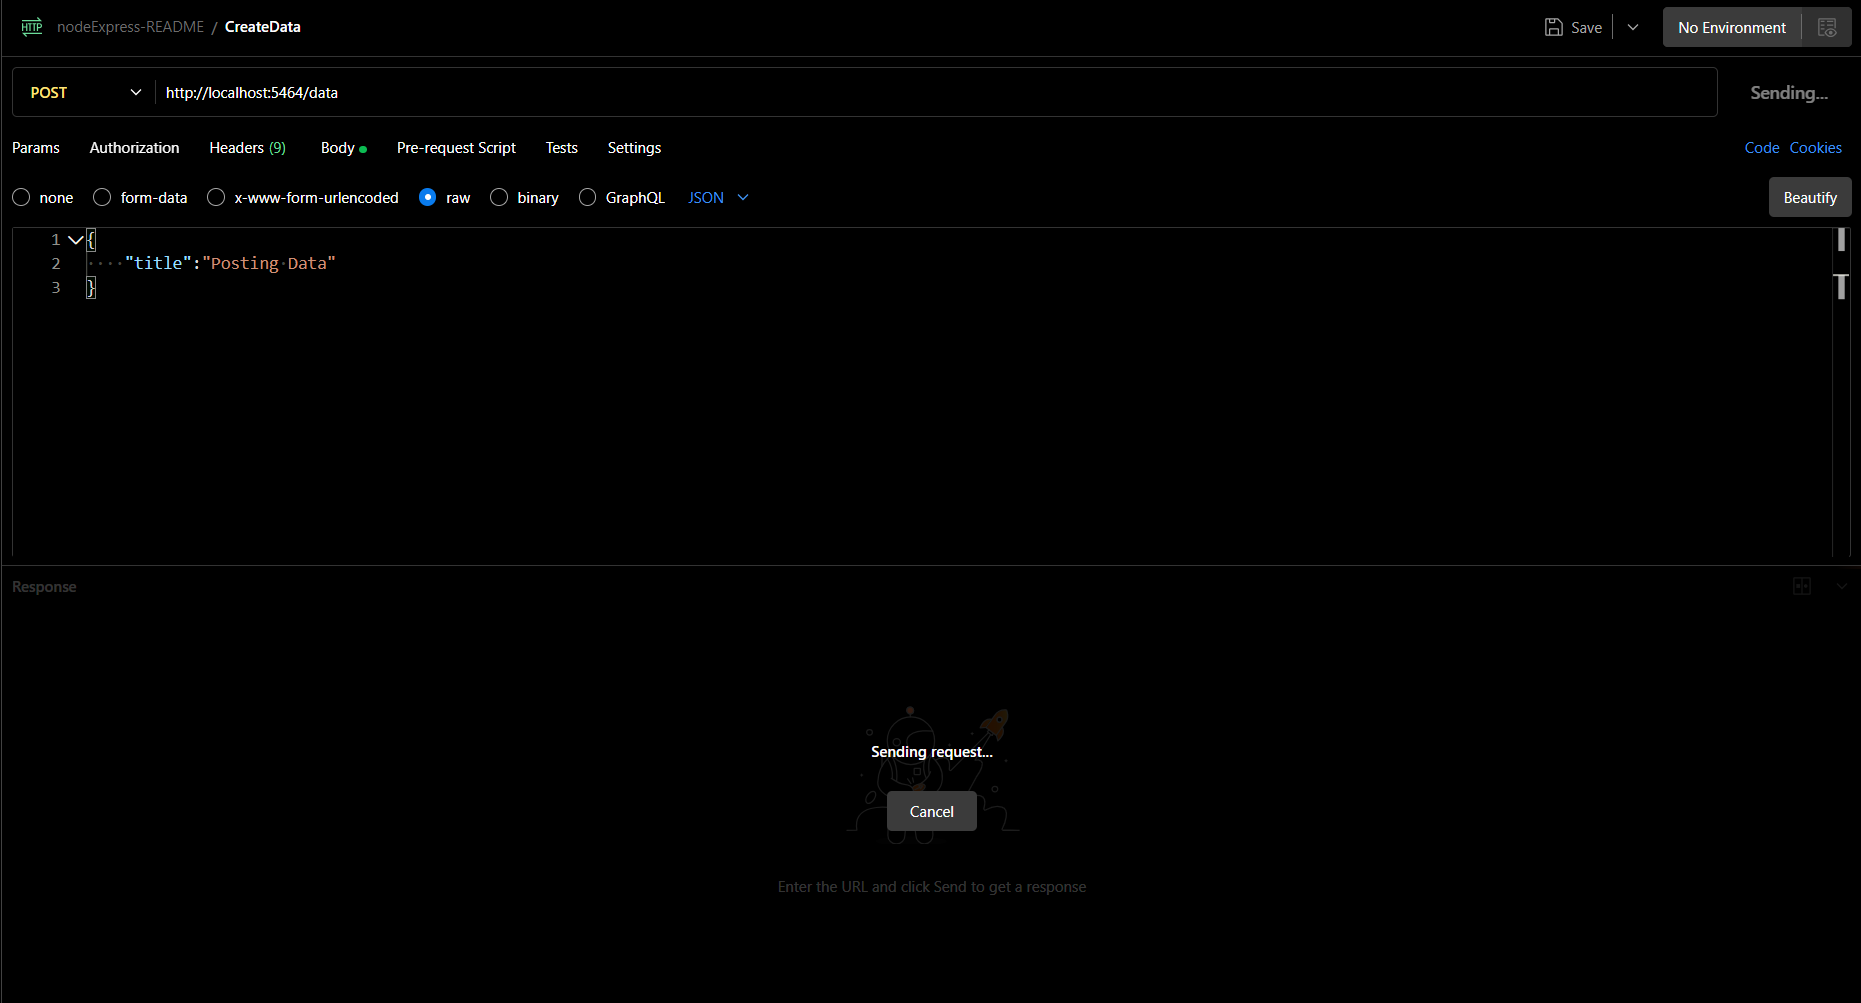 HTTP nodeExpress-README / CreateData Save No Environment
POST http://localhost:5464/data Sending...
Params Authorization Headers (9) Body Pre-request Script Tests Settings Code Cookies
none form-data x-www-form-urlencoded raw binary GraphQL JSON Beautify
1 {
2 ····"title":"Posting·Data"
3 }
Response
Sending request...
Cancel
Enter the URL and click Send to get a response